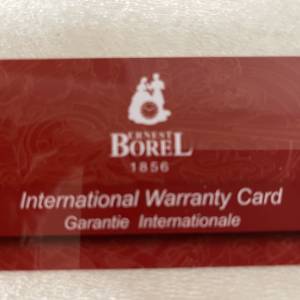 ERNEST
BOREL
1856
International Warranty Card
Garantie Internationale